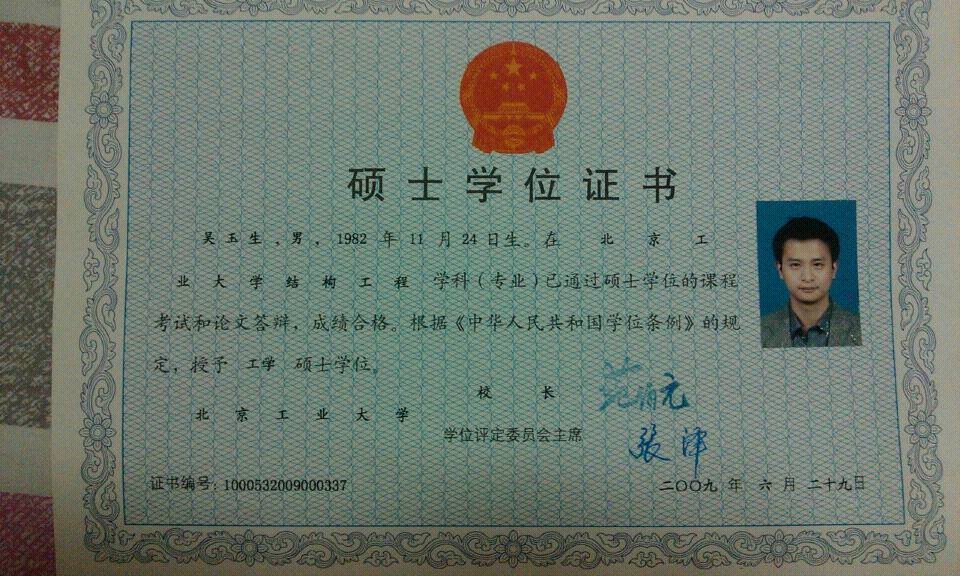 硕士学位证书
吴玉生，男，1982 年 11 月 24 日生。在 北 京 工
业 大 学 结 构 工 程 学科（专业）已通过硕士学位的课程
考试和论文答辩，成绩合格。根据《中华人民共和国学位条例》的规
定，授予 工学 硕士学位。
校 长 范伯元
北 京 工 业 大 学
学位评定委员会主席 張津
证书编号：1000532009000337
二〇〇九 年 六 月 二十九日